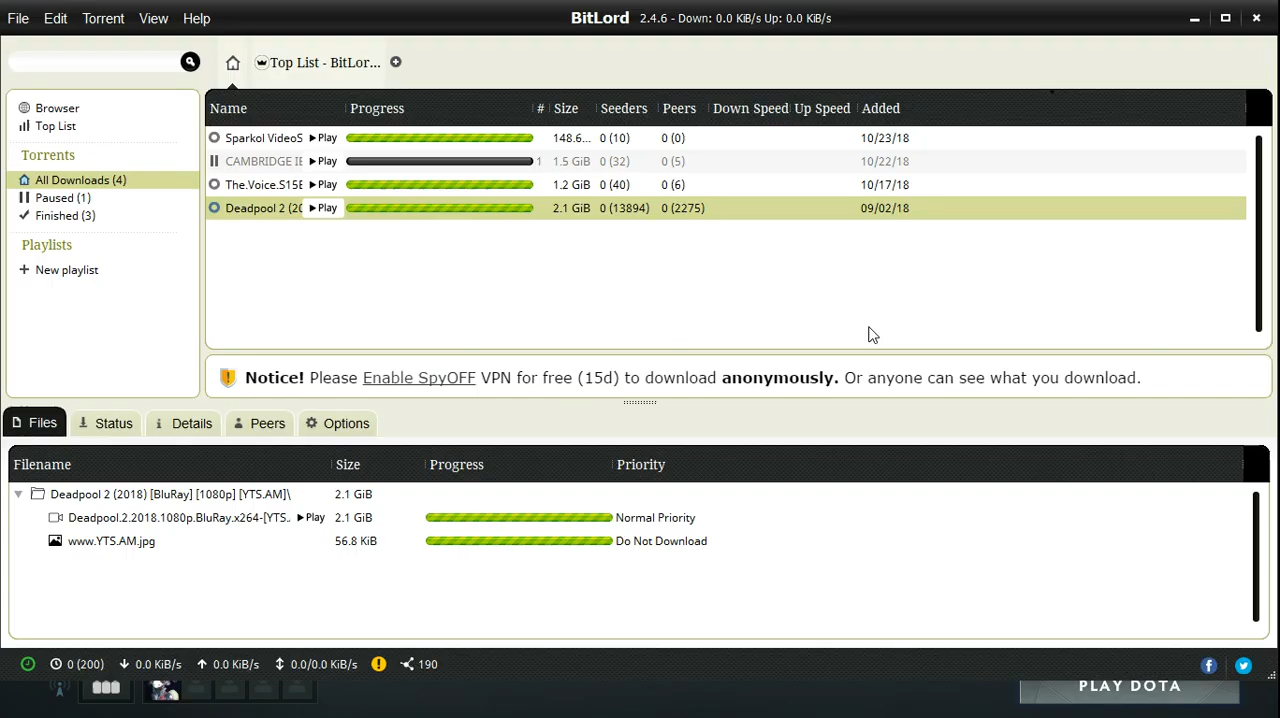 File Edit Torrent View Help BitLord 2.4.6 - Down: 0.0 KiB/s Up: 0.0 KiB/s
Top List - BitLor...
Browser
Top List
Torrents
All Downloads (4)
Paused (1)
Finished (3)
Playlists
New playlist
Name Progress # Size Seeders Peers Down Speed Up Speed Added
Sparkol VideoS Play 148.6... 0 (10) 0 (0) 10/23/18
CAMBRIDGE IE Play 1 1.5 GiB 0 (32) 0 (5) 10/22/18
The.Voice.S15E Play 1.2 GiB 0 (40) 0 (6) 10/17/18
Deadpool 2 (20 Play 2.1 GiB 0 (13894) 0 (2275) 09/02/18
Notice! Please Enable SpyOFF VPN for free (15d) to download anonymously. Or anyone can see what you download.
Files Status Details Peers Options
Filename Size Progress Priority
Deadpool 2 (2018) [BluRay] [1080p] [YTS.AM]\ 2.1 GiB
Deadpool.2.2018.1080p.BluRay.x264-[YTS.. Play 2.1 GiB Normal Priority
www.YTS.AM.jpg 56.8 KiB Do Not Download
0 (200) 0.0 KiB/s 0.0 KiB/s 0.0/0.0 KiB/s 190
PLAY DOTA